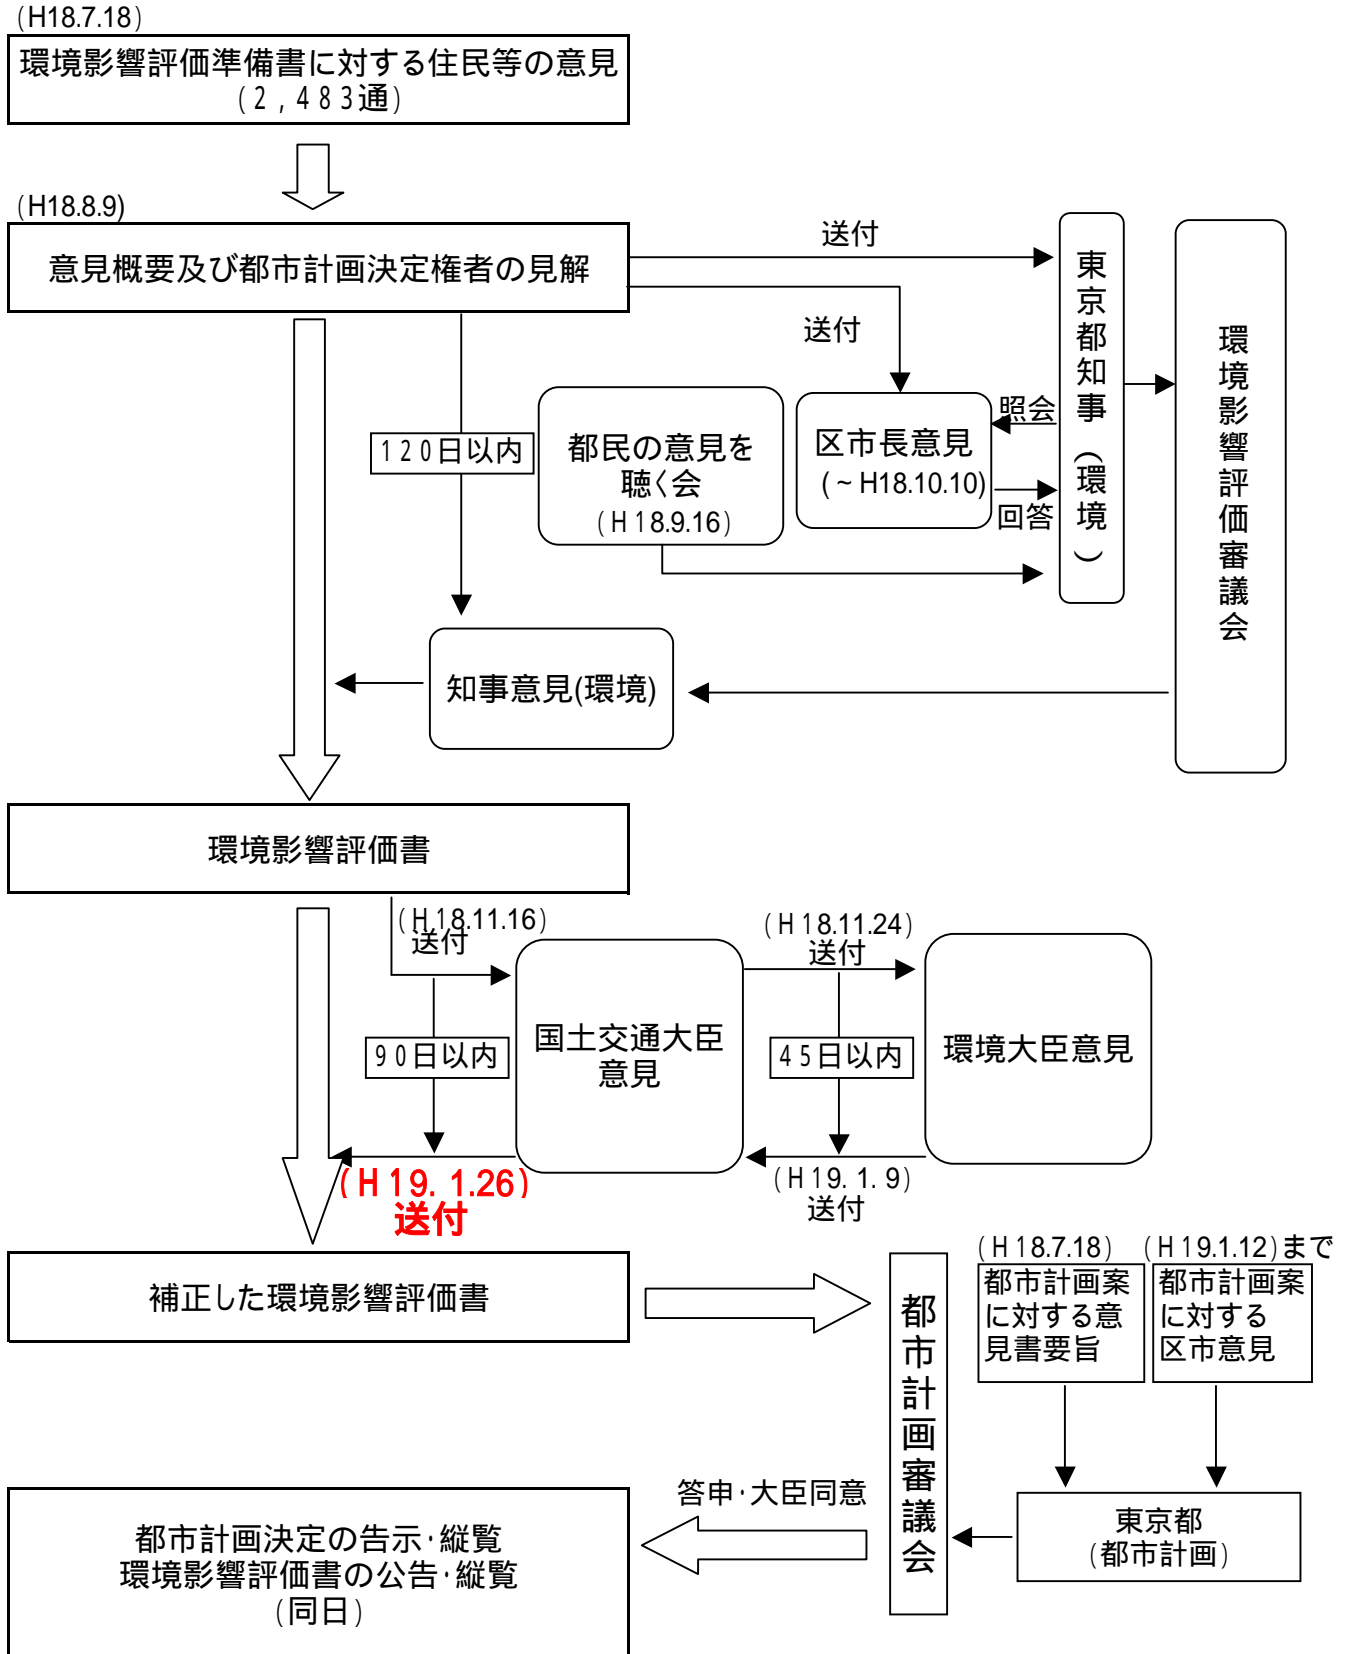 (H18.7.18)
環境影響評価準備書に対する住民等の意見
(2,483通)
(H18.8.9)
意見概要及び都市計画決定権者の見解
送付
送付
東京都知事(環境)
環境影響評価審議会
照会
120日以内
都民の意見を
聴く会
(H18.9.16)
区市長意見
(~H18.10.10)
回答
知事意見(環境)
環境影響評価書
(H18.11.16)
送付
(H18.11.24)
送付
90日以内
国土交通大臣
意見
45日以内
環境大臣意見
(H19.1.26)
送付
(H19.1.9)
送付
補正した環境影響評価書
都市計画審議会
(H18.7.18)
都市計画案
に対する意
見書要旨
(H19.1.12)まで
都市計画案
に対する
区市意見
答申・大臣同意
東京都
(都市計画)
都市計画決定の告示・縦覧
環境影響評価書の公告・縦覧
(同日)